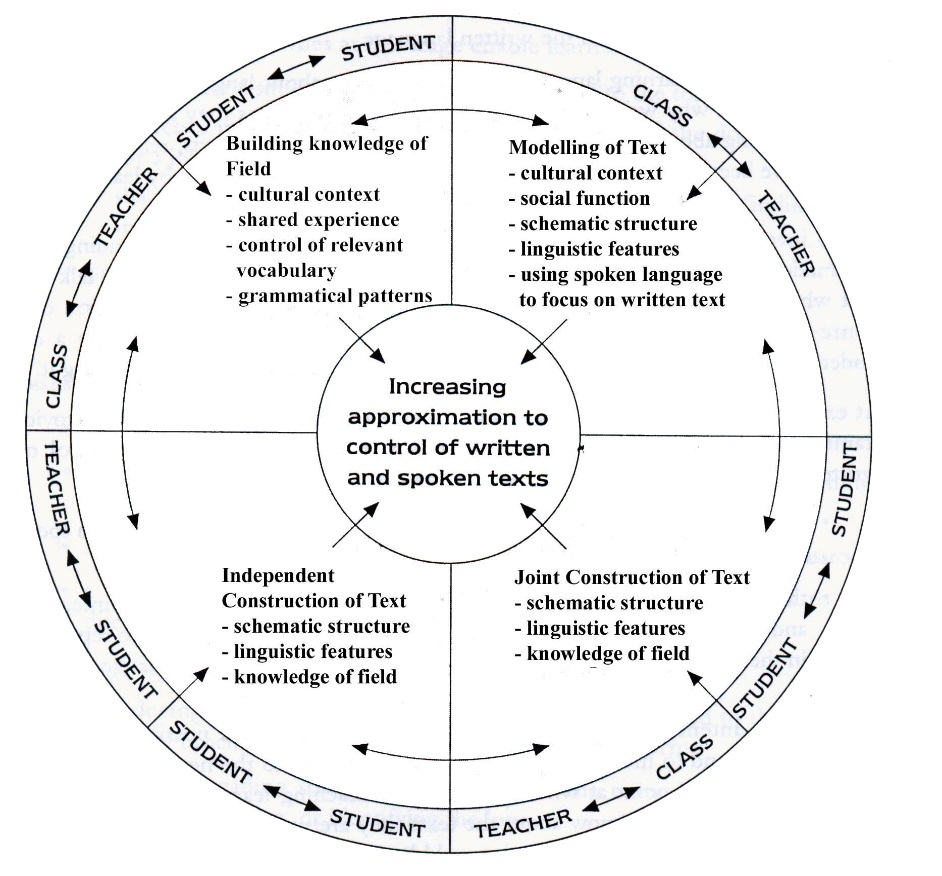 STUDENT
STUDENT
TEACHER
CLASS
CLASS
TEACHER
Building knowledge of
Field
- cultural context
- shared experience
- control of relevant
vocabulary
- grammatical patterns
Modelling of Text
- cultural context
- social function
- schematic structure
- linguistic features
- using spoken language
to focus on written text
Increasing
approximation to
control of written
and spoken texts
Independent
Construction of Text
- schematic structure
- linguistic features
- knowledge of field
Joint Construction of Text
- schematic structure
- linguistic features
- knowledge of field
TEACHER
STUDENT
STUDENT
STUDENT
STUDENT
STUDENT
CLASS
TEACHER